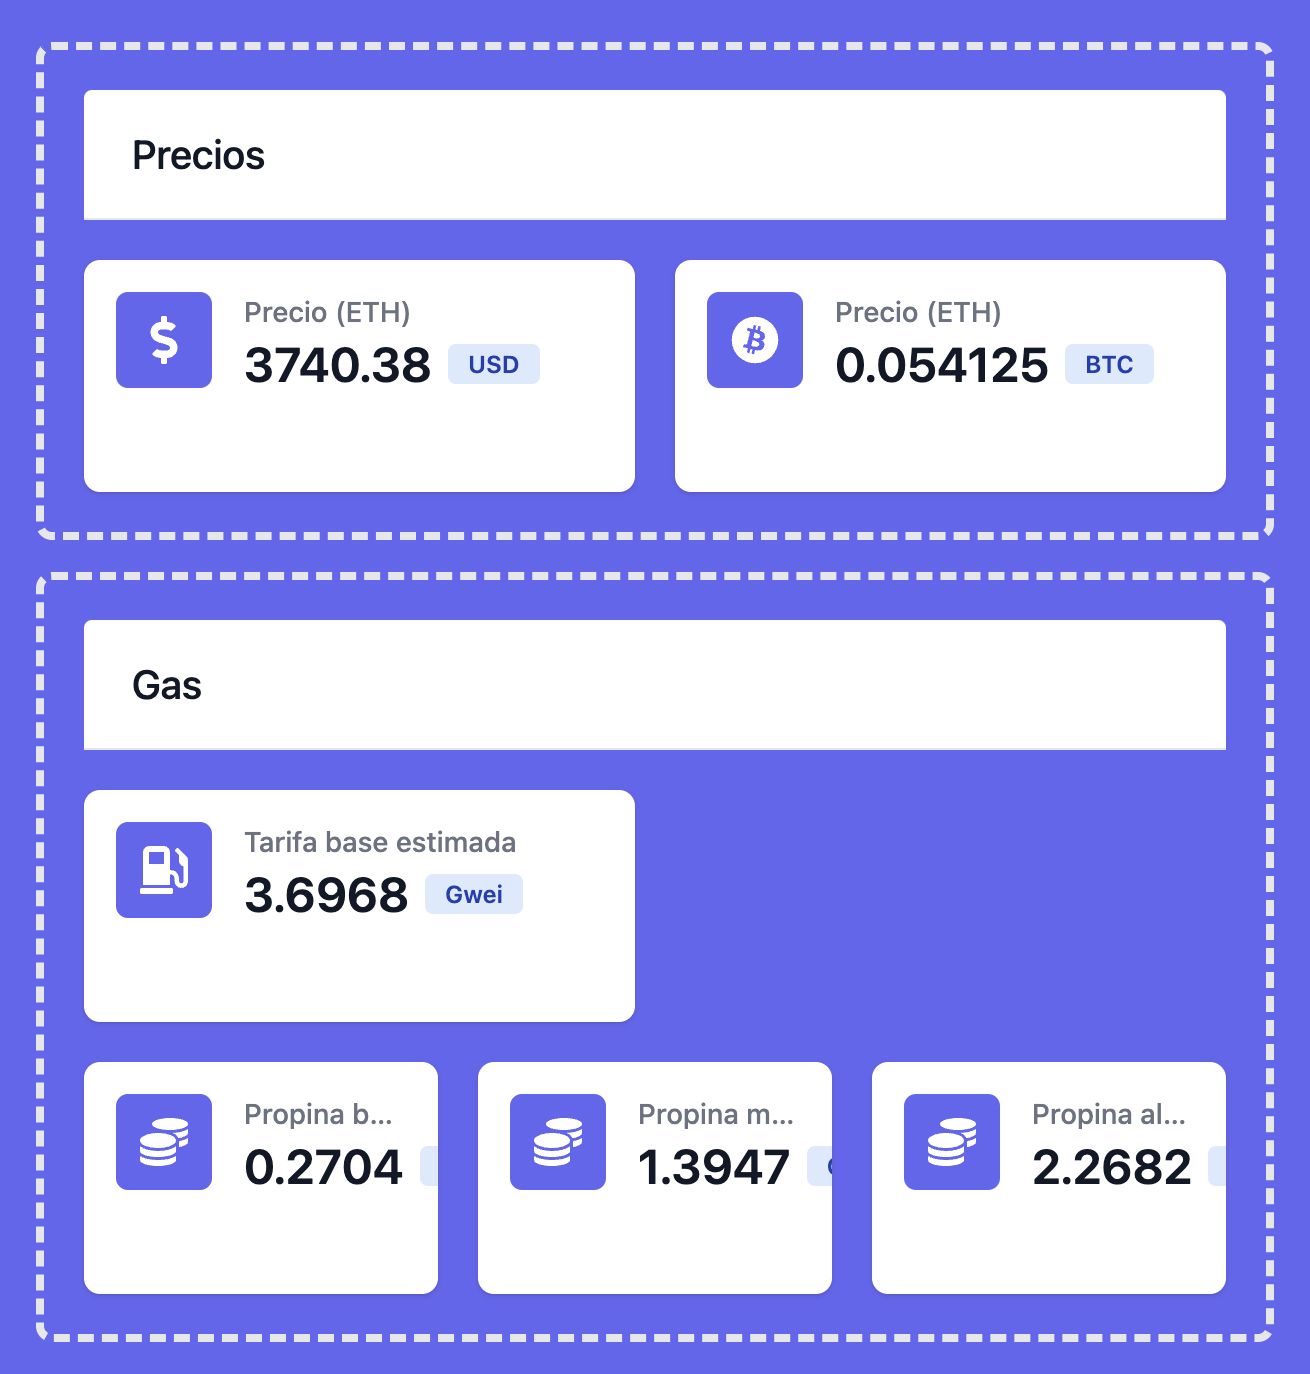 Precios
Precio (ETH)
3740.38 USD
Precio (ETH)
0.054125 BTC
Gas
Tarifa base estimada
3.6968 Gwei
Propina b...
0.2704
Propina m...
1.3947
Propina al...
2.2682